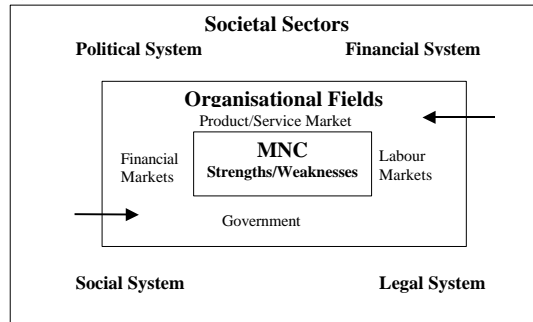 Societal Sectors
Political System Financial System
Organisational Fields
Product/Service Market
MNC
Strengths/Weaknesses
Financial
Markets
Labour
Markets
Government
Social System Legal System